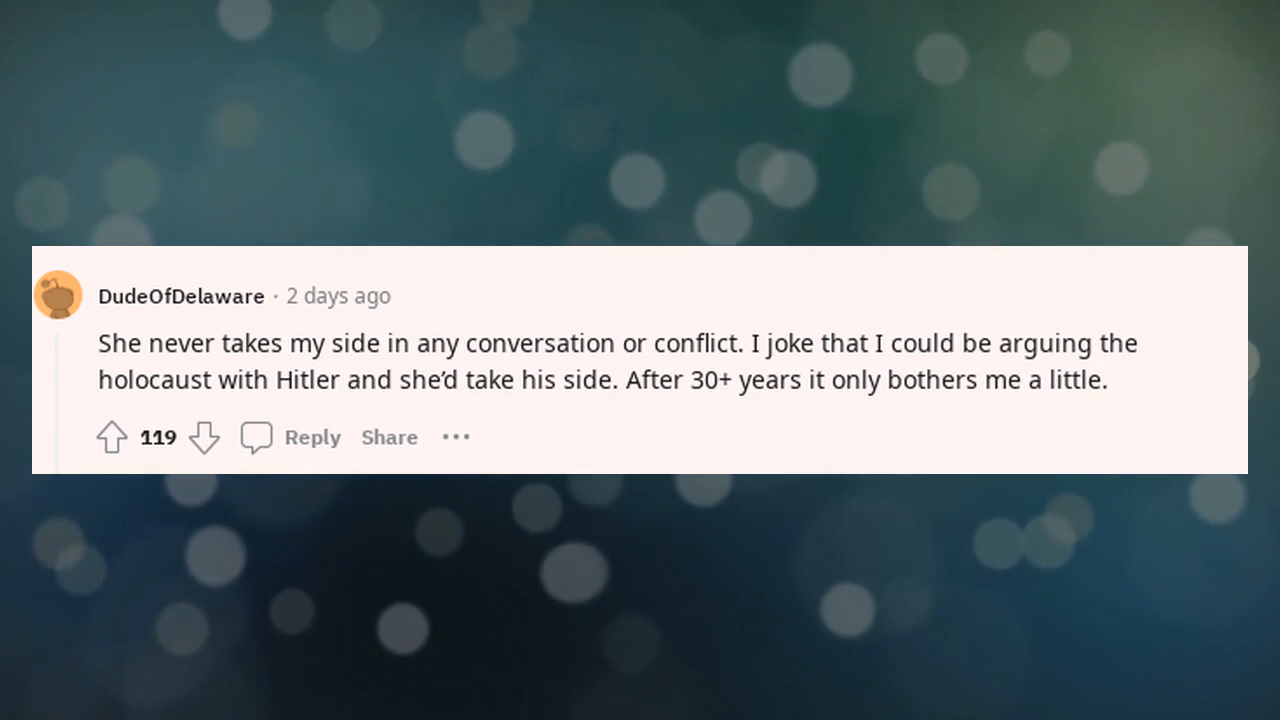 DudeOfDelaware · 2 days ago
She never takes my side in any conversation or conflict. I joke that I could be arguing the
holocaust with Hitler and she’d take his side. After 30+ years it only bothers me a little.
119 Reply Share ···